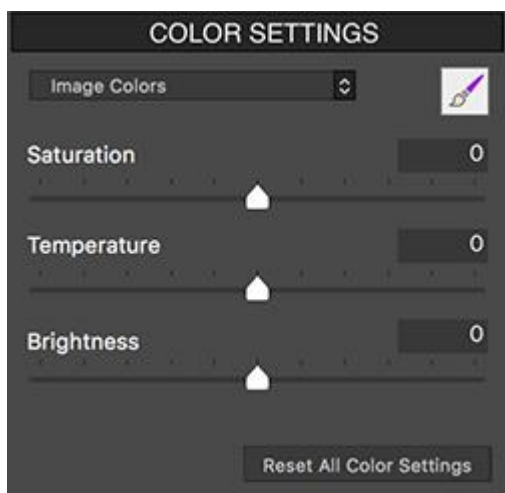 COLOR SETTINGS
Image Colors
Saturation 0
Temperature 0
Brightness 0
Reset All Color Settings